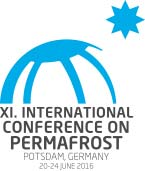 XI. INTERNATIONAL
CONFERENCE ON
PERMAFROST
POTSDAM, GERMANY
20-24 JUNE 2016